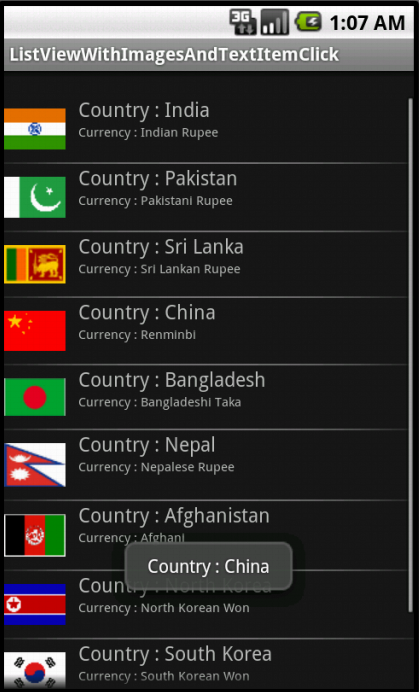 3G 1:07 AM
ListViewWithImagesAndTextItemClick
Country : India
Currency : Indian Rupee
Country : Pakistan
Currency : Pakistani Rupee
Country : Sri Lanka
Currency : Sri Lankan Rupee
Country : China
Currency : Renminbi
Country : Bangladesh
Currency : Bangladeshi Taka
Country : Nepal
Currency : Nepalese Rupee
Country : Afghanistan
Currency : Afghani
Country : China
Country : North Korea
Currency : North Korean Won
Country : South Korea
Currency : South Korean Won